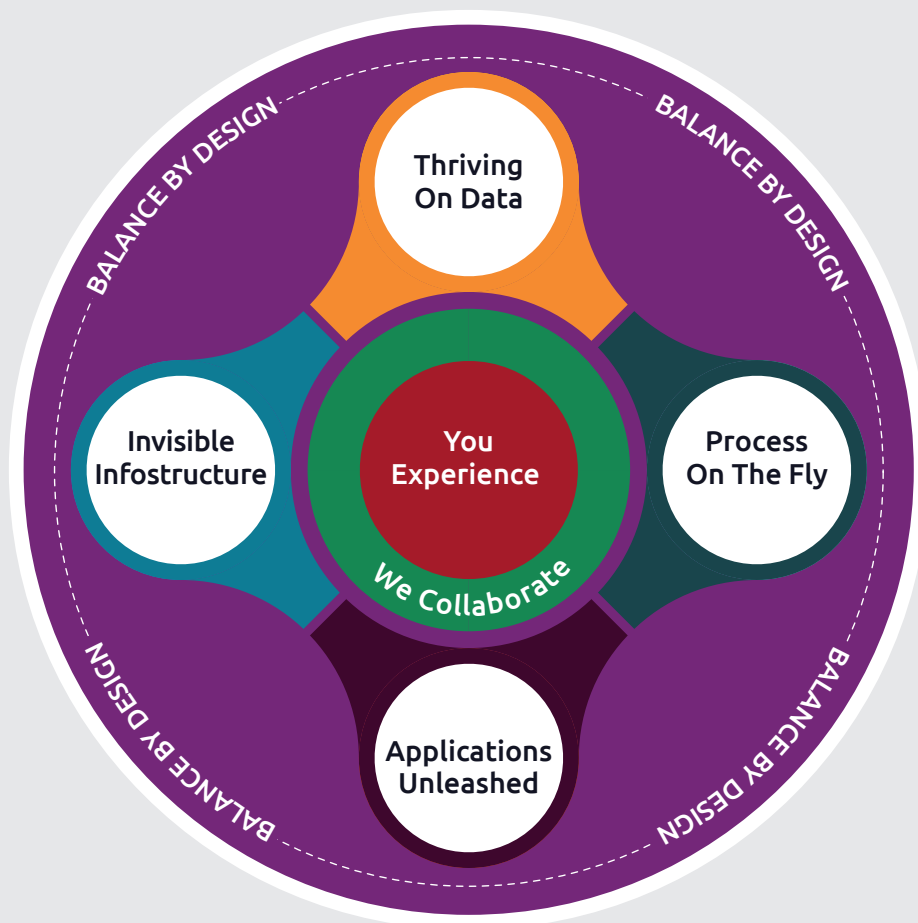 BALANCE BY DESIGN
BALANCE BY DESIGN
Thriving
On Data
Invisible
Infostructure
You
Experience
Process
On The Fly
We Collaborate
Applications
Unleashed
BALANCE BY DESIGN
BALANCE BY DESIGN